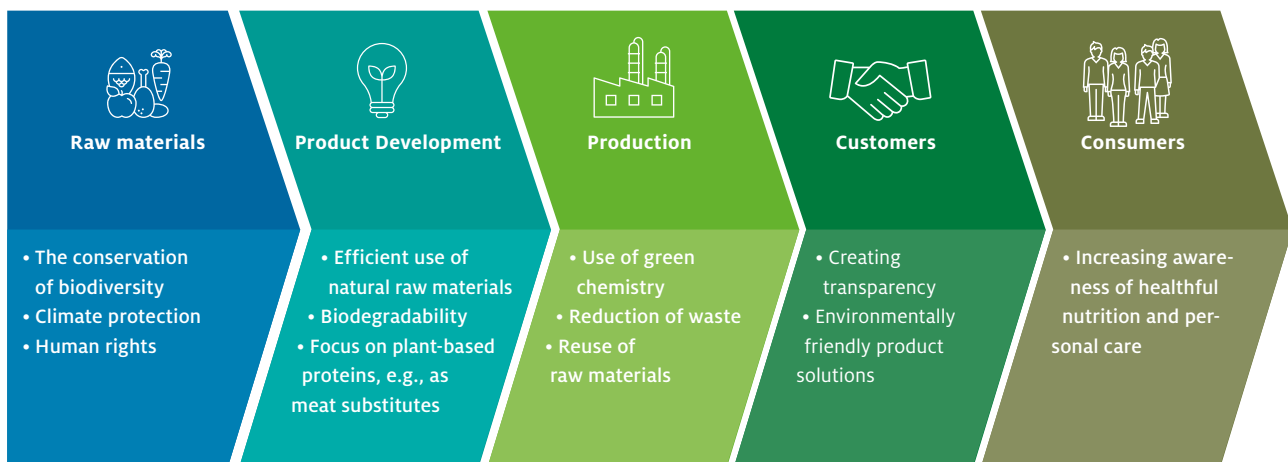 Raw materials
• The conservation
of biodiversity
• Climate protection
• Human rights
Product Development
• Efficient use of
natural raw materials
• Biodegradability
• Focus on plant-based
proteins, e.g., as
meat substitutes
Production
• Use of green
chemistry
• Reduction of waste
• Reuse of
raw materials
Customers
• Creating
transparency
• Environmentally
friendly product
solutions
Consumers
• Increasing aware-
ness of healthful
nutrition and per-
sonal care